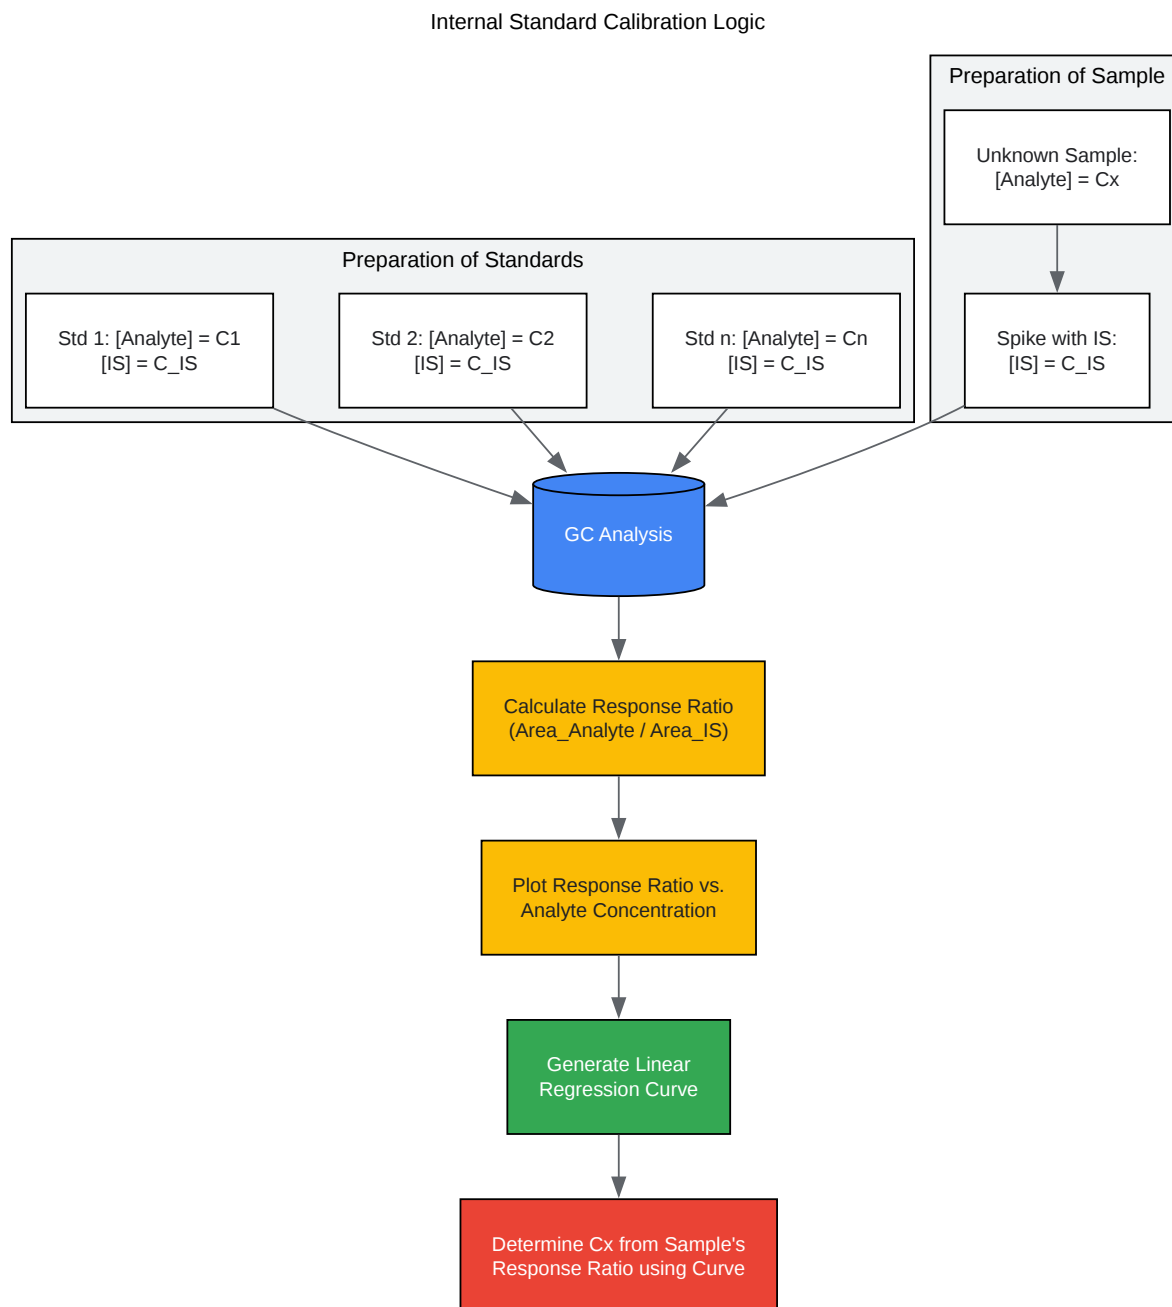 Internal Standard Calibration Logic
Preparation of Sample
Unknown Sample:
[Analyte] = Cx
Preparation of Standards
Std 1: [Analyte] = C1
[IS] = C_IS
Std 2: [Analyte] = C2
[IS] = C_IS
Std n: [Analyte] = Cn
[IS] = C_IS
Spike with IS:
[IS] = C_IS
GC Analysis
Calculate Response Ratio
(Area_Analyte / Area_IS)
Plot Response Ratio vs.
Analyte Concentration
Generate Linear
Regression Curve
Determine Cx from Sample's
Response Ratio using Curve